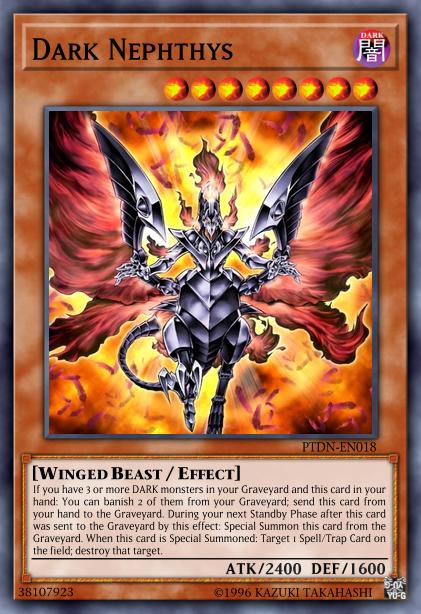 Dark Nephthys
DARK
闇
PTDN-EN018
[Winged Beast / Effect]
If you have 3 or more DARK monsters in your Graveyard and this card in your
hand: You can banish 2 of them from your Graveyard; send this card from
your hand to the Graveyard. During your next Standby Phase after this card
was sent to the Graveyard by this effect: Special Summon this card from the
Graveyard. When this card is Special Summoned: Target 1 Spell/Trap Card on
the field; destroy that target.
ATK/2400 DEF/1600
38107923
©1996 KAZUKI TAKAHASHI